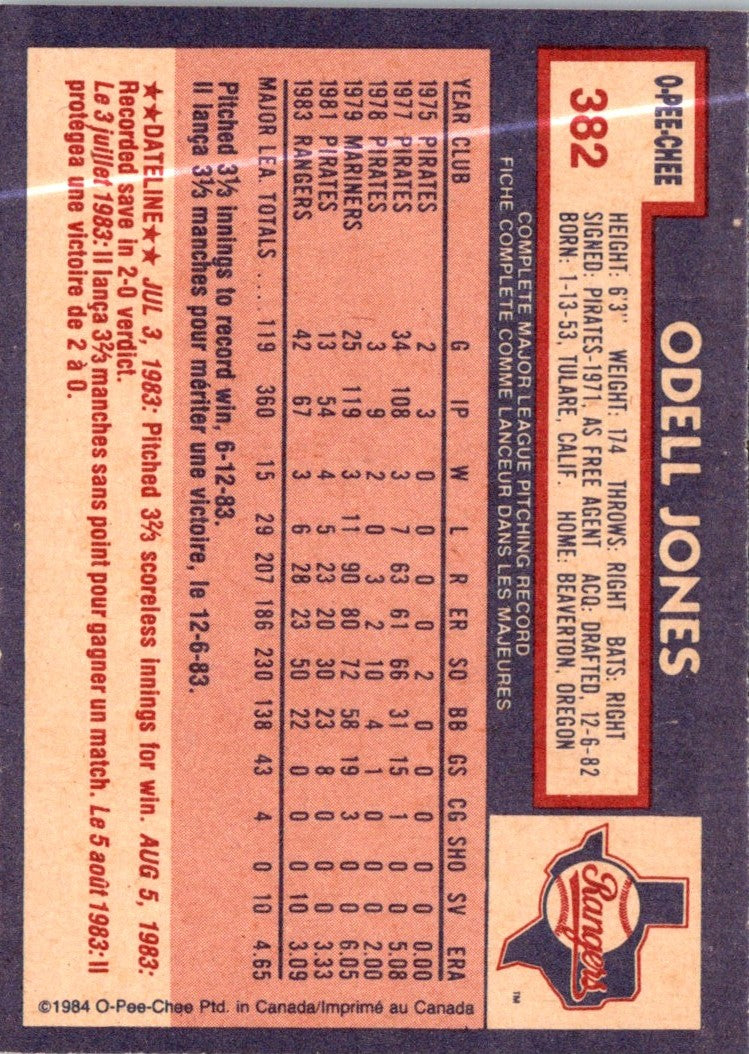 O-PEE-CHEE
382
ODELL JONES
HEIGHT: 6'3" WEIGHT: 174 THROWS: RIGHT BATS: RIGHT
SIGNED: PIRATES-1971, AS FREE AGENT ACQ: DRAFTED, 12-6-82
BORN: 1-13-53, TULARE, CALIF. HOME: BEAVERTON, OREGON
Rangers
TM
COMPLETE MAJOR LEAGUE PITCHING RECORD
FICHE COMPLETE COMME LANCEUR DANS LES MAJEURES
YEAR CLUB G IP W L R ER SO BB GS CG SHO SV ERA
1975 PIRATES 2 3 0 0 0 0 2 0 0 0 0 0 0.00
1977 PIRATES 34 108 3 7 63 61 66 31 15 1 0 0 5.08
1978 PIRATES 3 9 2 0 3 2 10 4 1 0 0 0 2.00
1979 MARINERS 25 119 3 11 90 80 72 58 19 3 0 0 6.05
1981 PIRATES 13 54 4 5 23 20 30 23 8 0 0 0 3.33
1983 RANGERS 42 67 3 6 28 23 50 22 0 0 0 10 3.09
MAJOR LEA. TOTALS .... 119 360 15 29 207 186 230 138 43 4 0 10 4.65
Pitched 3⅓ innings to record win, 6-12-83.
Il lança 3⅓ manches pour mériter une victoire, le 12-6-83.
★★DATELINE★★ JUL 3, 1983: Pitched 3⅔ scoreless innings for win. AUG 5, 1983:
Recorded save in 2-0 verdict.
Le 3 juillet 1983: Il lança 3⅔ manches sans point pour gagner un match. Le 5 août 1983: Il
protegea une victoire de 2 à 0.
©1984 O-Pee-Chee Ptd. in Canada/Imprimé au Canada